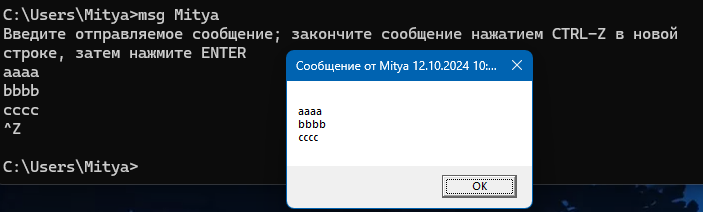 C:\Users\Mitya>msg Mitya
Введите отправляемое сообщение; закончите сообщение нажатием CTRL-Z в новой
строке, затем нажмите ENTER
aaaa
bbbb
cccc
^Z
C:\Users\Mitya>
Сообщение от Mitya 12.10.2024 10:...
aaaa
bbbb
cccc
OK